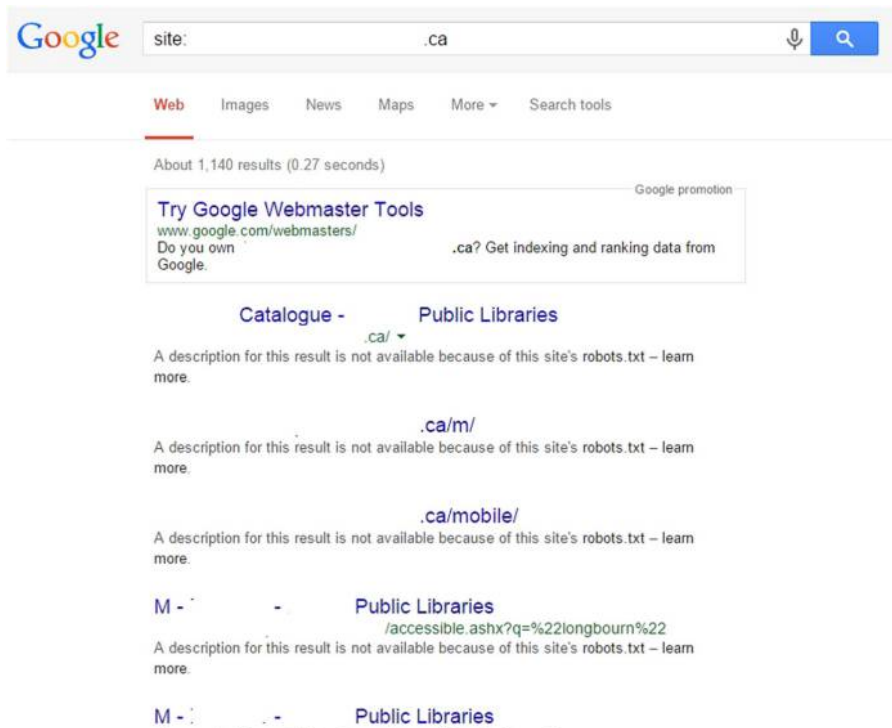 Google site: .ca
Web Images News Maps More Search tools
About 1,140 results (0.27 seconds)
Google promotion
Try Google Webmaster Tools
www.google.com/webmasters/
Do you own .ca? Get indexing and ranking data from
Google.
Catalogue - Public Libraries
.ca/
A description for this result is not available because of this site's robots.txt – learn
more.
.ca/m/
A description for this result is not available because of this site's robots.txt – learn
more.
.ca/mobile/
A description for this result is not available because of this site's robots.txt – learn
more.
M - - Public Libraries
/accessible.ashx?q=%22longbourn%22
A description for this result is not available because of this site's robots.txt – learn
more.
M - - Public Libraries